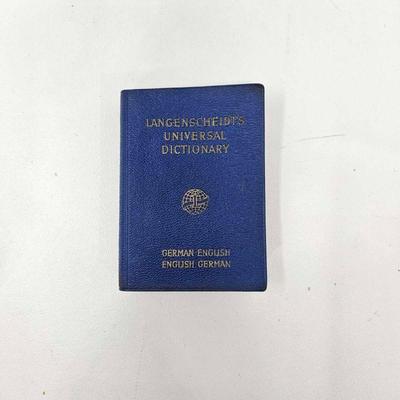 LANGENSCHEIDT'S
UNIVERSAL
DICTIONARY
GERMAN-ENGLISH
ENGLISH-GERMAN